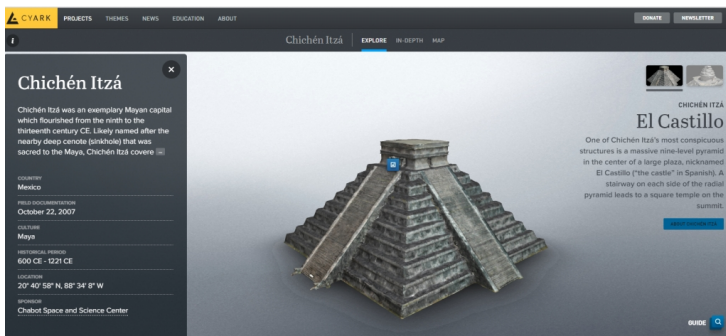 CYARK
PROJECTS THEMES NEWS EDUCATION ABOUT
DONATE NEWSLETTER
i
Chichén Itzá EXPLORE IN-DEPTH MAP
Chichén Itzá
Chichén Itzá was an exemplary Mayan capital
which flourished from the ninth to the
thirteenth century CE. Likely named after the
nearby deep cenote (sinkhole) that was
sacred to the Maya, Chichén Itzá covere ...
COUNTRY
Mexico
FIELD DOCUMENTATION
October 22, 2007
CULTURE
Maya
HISTORICAL PERIOD
600 CE - 1221 CE
LOCATION
20° 40' 58" N, 88° 34' 8" W
SPONSOR
Chabot Space and Science Center
CHICHÉN ITZÁ
El Castillo
One of Chichén Itzá's most conspicuous
structures is a massive nine-level pyramid
in the center of a large plaza, nicknamed
El Castillo ("the castle" in Spanish). A
stairway on each side of the radial
pyramid leads to a square temple on the
summit.
ABOUT CHICHÉN ITZÁ
GUIDE